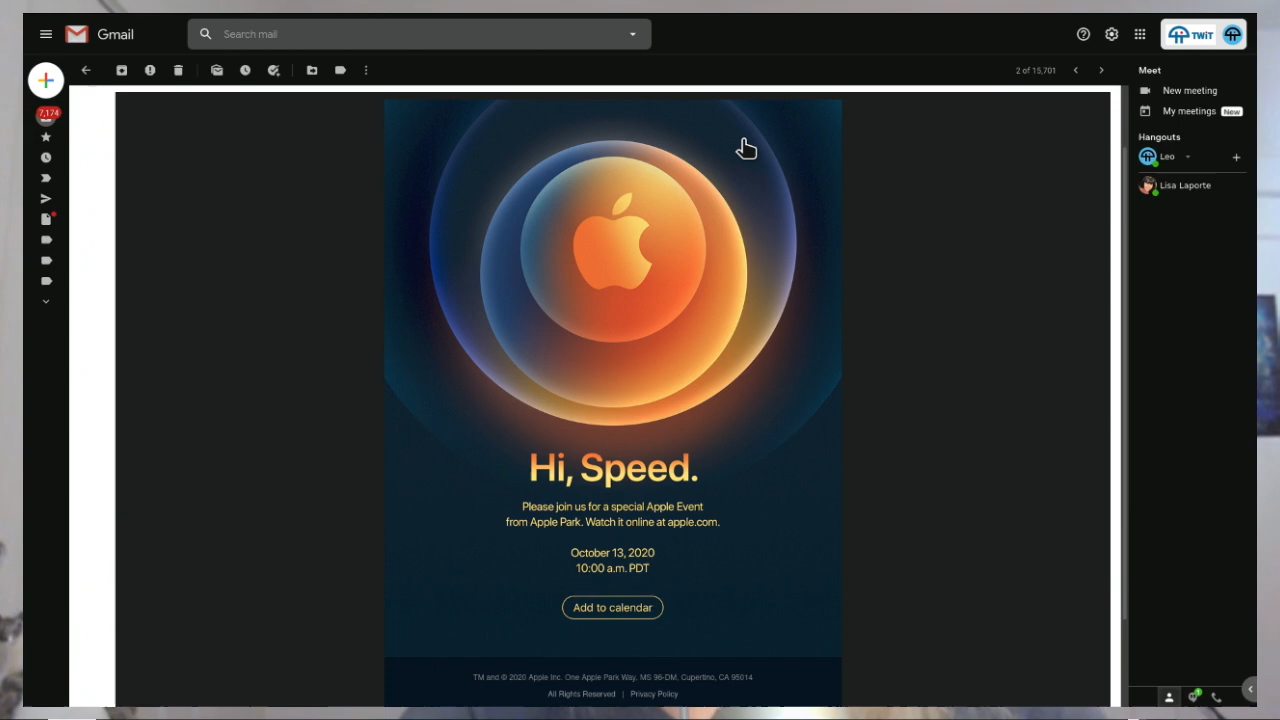 Gmail
Search mail
TWiT
2 of 15,701
7,174
Meet
New meeting
My meetings New
Hangouts
Leo
Lisa Laporte
Hi, Speed.
Please join us for a special Apple Event
from Apple Park. Watch it online at apple.com.
October 13, 2020
10:00 a.m. PDT
Add to calendar
TM and © 2020 Apple Inc. One Apple Park Way, MS 96-DM, Cupertino, CA 95014
All Rights Reserved | Privacy Policy